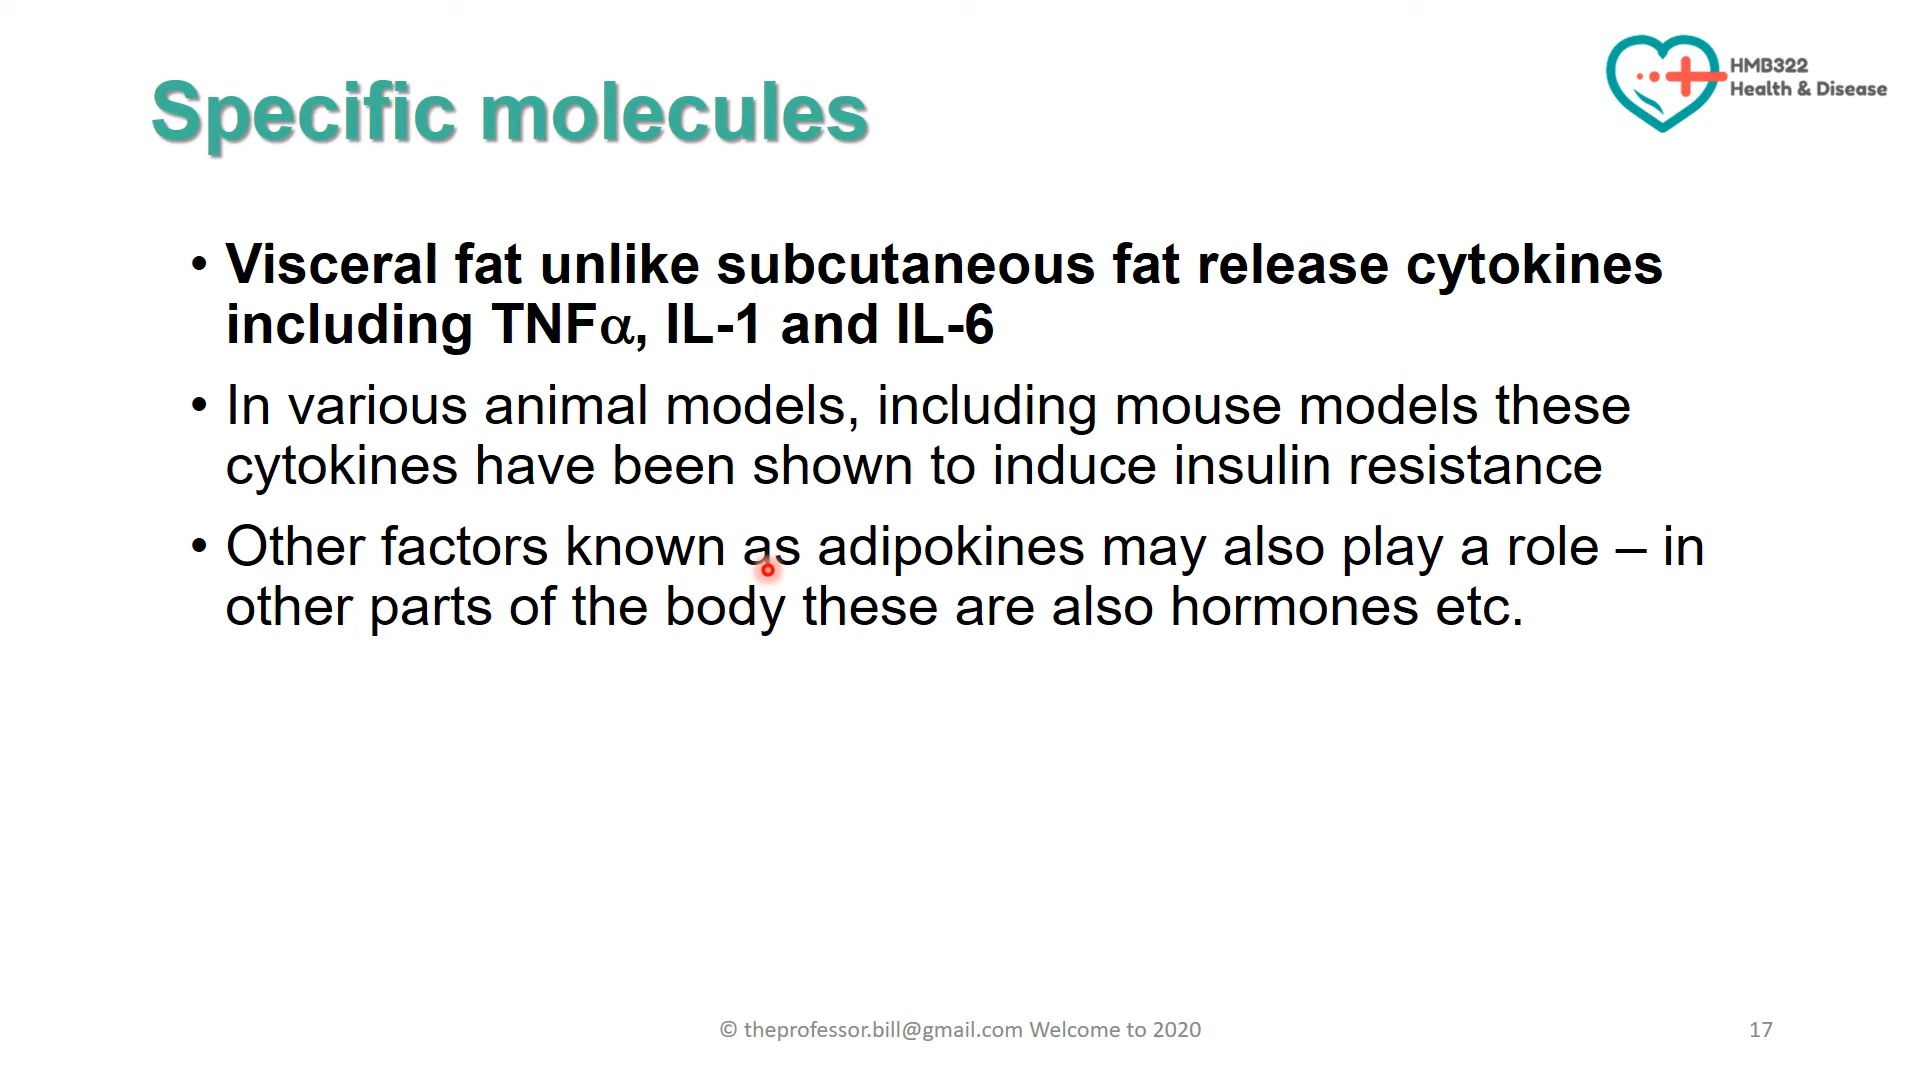 HMB322
Health & Disease
Specific molecules
• Visceral fat unlike subcutaneous fat release cytokines
including TNFα, IL-1 and IL-6
• In various animal models, including mouse models these
cytokines have been shown to induce insulin resistance
• Other factors known as adipokines may also play a role – in
other parts of the body these are also hormones etc.
© theprofessor.bill@gmail.com Welcome to 2020
17